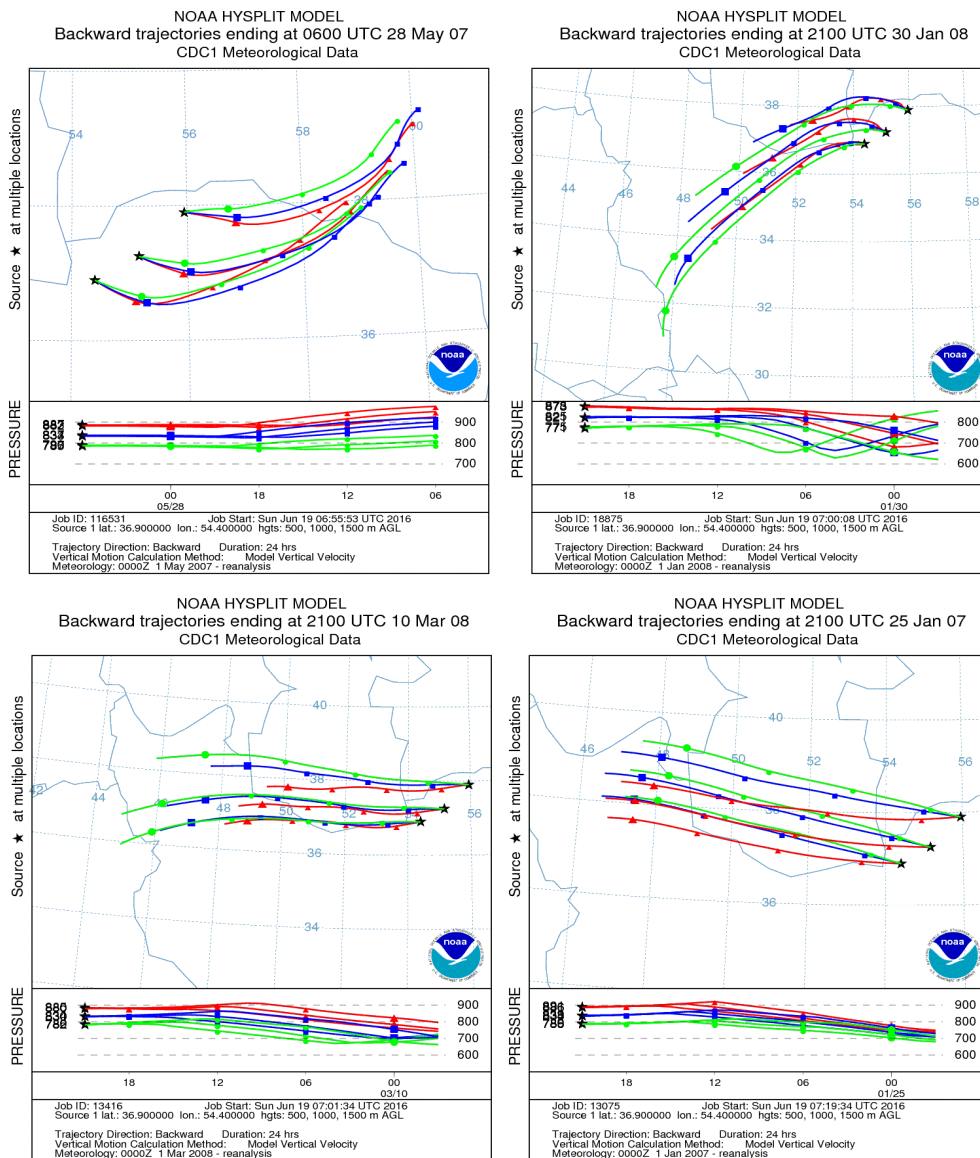 NOAA HYSPLIT MODEL
Backward trajectories ending at 0600 UTC 28 May 07
CDC1 Meteorological Data
Source ★ at multiple locations
54
56
58
36
noaa
PRESSURE
900
800
700
00
18
12
06
05/28
Job ID: 116531 Job Start: Sun Jun 19 06:55:53 UTC 2016
Source 1 lat.: 36.900000 lon.: 54.400000 hgts: 500, 1000, 1500 m AGL
Trajectory Direction: Backward Duration: 24 hrs
Vertical Motion Calculation Method: Model Vertical Velocity
Meteorology: 0000Z 1 May 2007 - reanalysis
NOAA HYSPLIT MODEL
Backward trajectories ending at 2100 UTC 30 Jan 08
CDC1 Meteorological Data
Source ★ at multiple locations
38
36
44
46
48
50
52
54
56
58
34
32
30
noaa
PRESSURE
800
700
600
18
12
06
00
01/30
Job ID: 18875 Job Start: Sun Jun 19 07:00:08 UTC 2016
Source 1 lat.: 36.900000 lon.: 54.400000 hgts: 500, 1000, 1500 m AGL
Trajectory Direction: Backward Duration: 24 hrs
Vertical Motion Calculation Method: Model Vertical Velocity
Meteorology: 0000Z 1 Jan 2008 - reanalysis
NOAA HYSPLIT MODEL
Backward trajectories ending at 2100 UTC 10 Mar 08
CDC1 Meteorological Data
Source ★ at multiple locations
40
38
42
44
48
50
52
56
36
34
noaa
PRESSURE
900
800
700
600
18
12
06
00
03/10
Job ID: 13416 Job Start: Sun Jun 19 07:01:34 UTC 2016
Source 1 lat.: 36.900000 lon.: 54.400000 hgts: 500, 1000, 1500 m AGL
Trajectory Direction: Backward Duration: 24 hrs
Vertical Motion Calculation Method: Model Vertical Velocity
Meteorology: 0000Z 1 Mar 2008 - reanalysis
NOAA HYSPLIT MODEL
Backward trajectories ending at 2100 UTC 25 Jan 07
CDC1 Meteorological Data
Source ★ at multiple locations
40
46
48
50
52
54
56
38
36
noaa
PRESSURE
900
800
700
600
18
12
06
00
01/25
Job ID: 13075 Job Start: Sun Jun 19 07:19:34 UTC 2016
Source 1 lat.: 36.900000 lon.: 54.400000 hgts: 500, 1000, 1500 m AGL
Trajectory Direction: Backward Duration: 24 hrs
Vertical Motion Calculation Method: Model Vertical Velocity
Meteorology: 0000Z 1 Jan 2007 - reanalysis